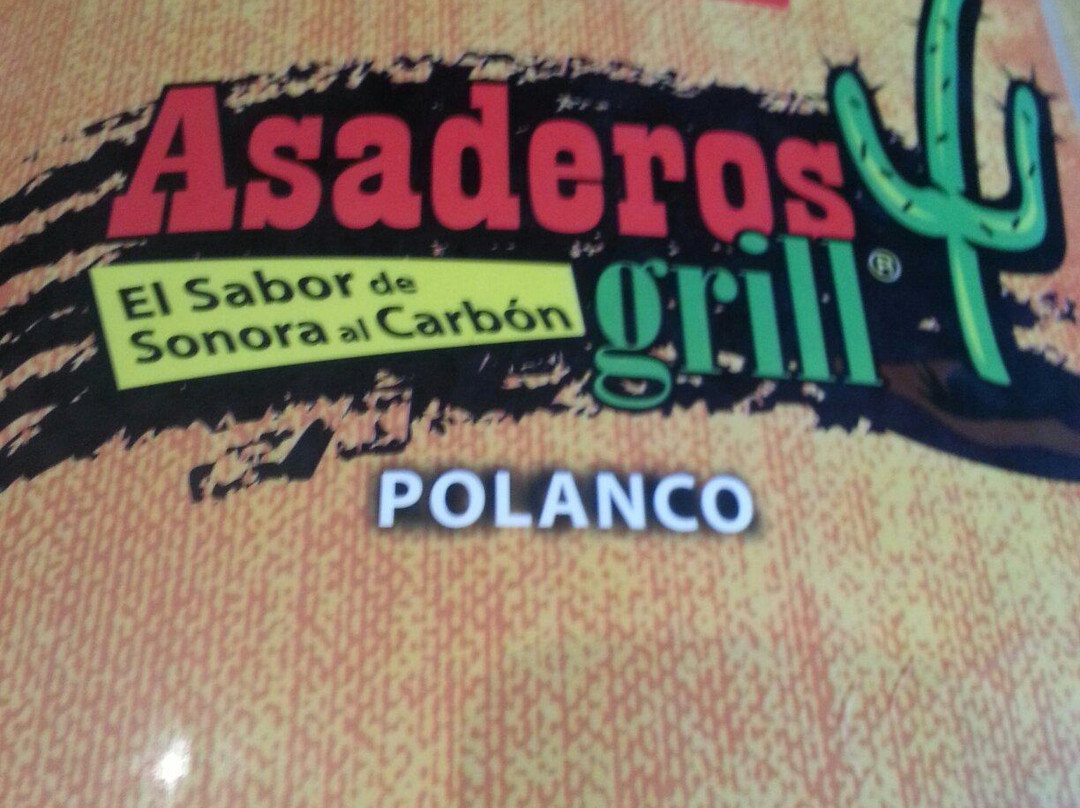 Asaderos
grill®
El Sabor de
Sonora al Carbón
POLANCO